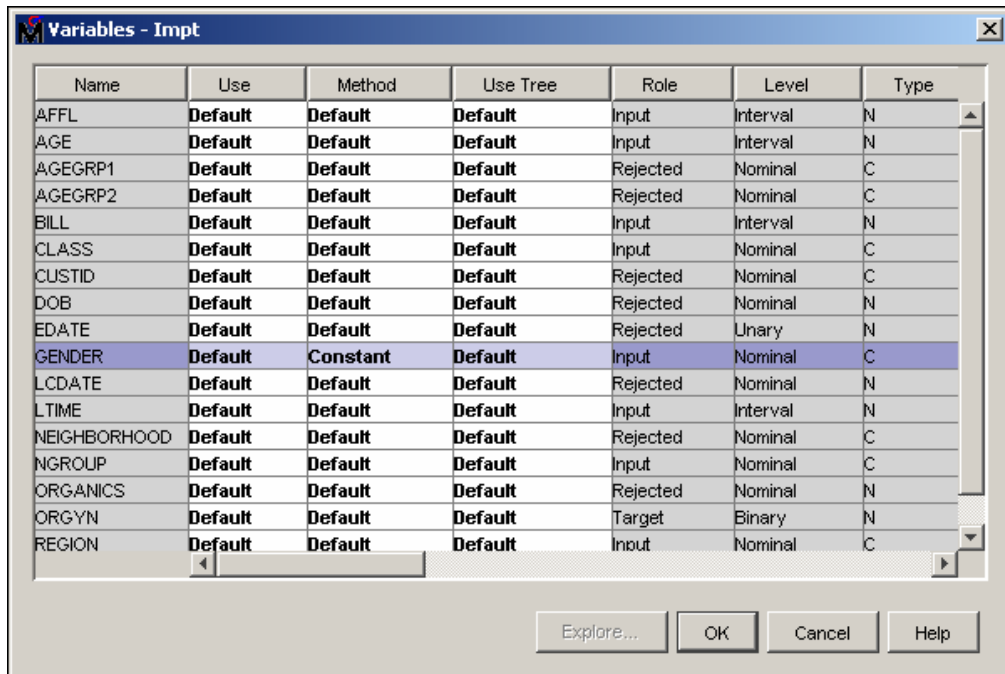 Variables - Impt
Name Use Method Use Tree Role Level Type
AFFL Default Default Default Input Interval N
AGE Default Default Default Input Interval N
AGEGRP1 Default Default Default Rejected Nominal C
AGEGRP2 Default Default Default Rejected Nominal C
BILL Default Default Default Input Interval N
CLASS Default Default Default Input Nominal C
CUSTID Default Default Default Rejected Nominal C
DOB Default Default Default Rejected Nominal N
EDATE Default Default Default Rejected Unary N
GENDER Default Constant Default Input Nominal C
LCDATE Default Default Default Rejected Nominal N
LTIME Default Default Default Input Interval N
NEIGHBORHOOD Default Default Default Rejected Nominal C
NGROUP Default Default Default Input Nominal C
ORGANICS Default Default Default Rejected Nominal N
ORGYN Default Default Default Target Binary N
REGION Default Default Default Input Nominal C
Explore... OK Cancel Help